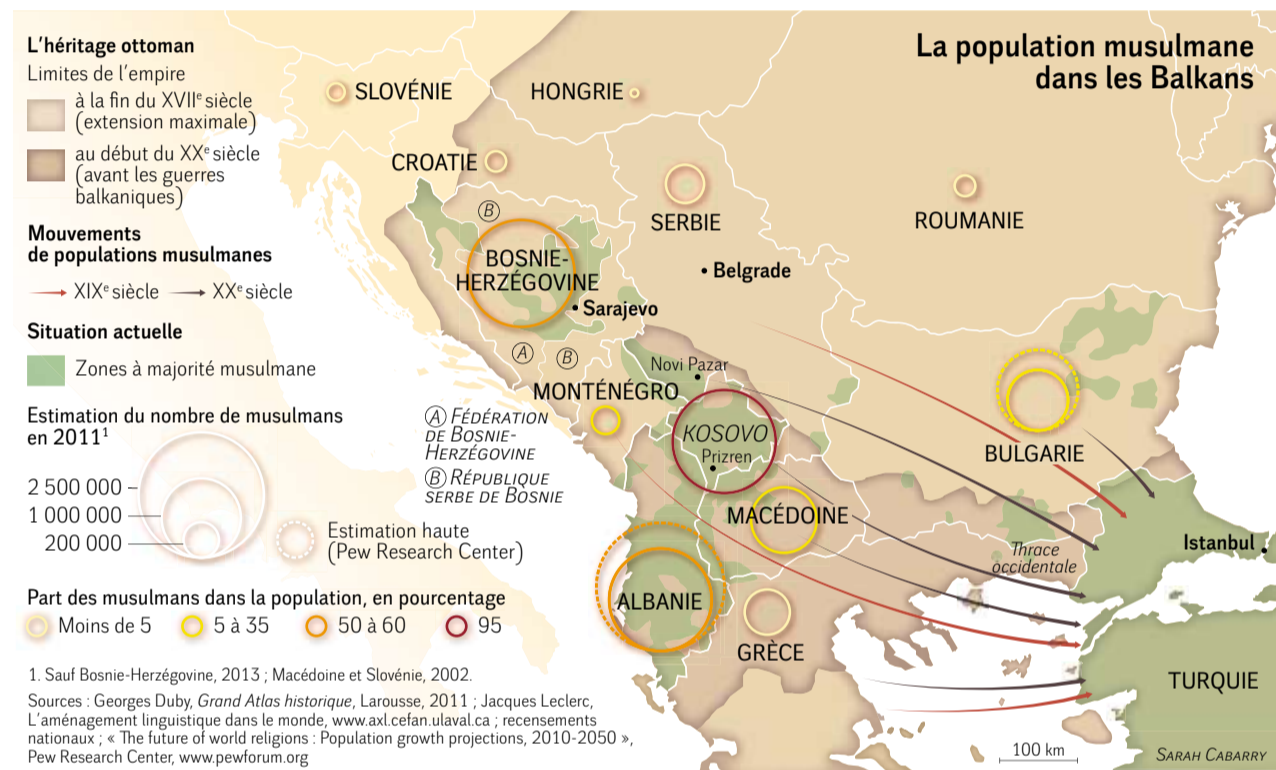 La population musulmane
dans les Balkans
L'héritage ottoman
Limites de l'empire
à la fin du XVIIe siècle
(extension maximale)
au début du XXe siècle
(avant les guerres
balkaniques)
Mouvements
de populations musulmanes
XIXe siècle
XXe siècle
Situation actuelle
Zones à majorité musulmane
Estimation du nombre de musulmans
en 2011¹
2 500 000
1 000 000
200 000
Estimation haute
(Pew Research Center)
Part des musulmans dans la population, en pourcentage
Moins de 5
5 à 35
50 à 60
95
1. Sauf Bosnie-Herzégovine, 2013 ; Macédoine et Slovénie, 2002.
Sources : Georges Duby, Grand Atlas historique, Larousse, 2011 ; Jacques Leclerc,
L'aménagement linguistique dans le monde, www.axl.cefan.ulaval.ca ; recensements
nationaux ; « The future of world religions : Population growth projections, 2010-2050 »,
Pew Research Center, www.pewforum.org
A FÉDÉRATION
DE BOSNIE-
HERZÉGOVINE
B RÉPUBLIQUE
SERBE DE BOSNIE
SLOVÉNIE
HONGRIE
CROATIE
SERBIE
ROUMANIE
B
BOSNIE-
HERZÉGOVINE
Belgrade
Sarajevo
A
B
Novi Pazar
MONTÉNÉGRO
KOSOVO
Prizren
BULGARIE
MACÉDOINE
Thrace
occidentale
Istanbul
ALBANIE
GRÈCE
TURQUIE
100 km
SARAH CABARRY